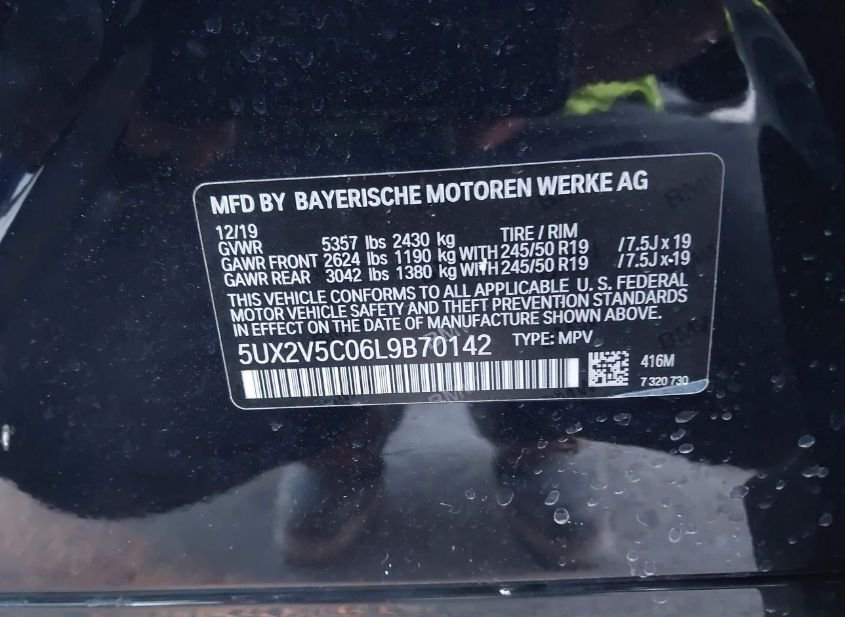 MFD BY BAYERISCHE MOTOREN WERKE AG
12/19 TIRE / RIM
GVWR 5357 lbs 2430 kg
GAWR FRONT 2624 lbs 1190 kg WITH 245/50 R19 /7.5J x 19
GAWR REAR 3042 lbs 1380 kg WITH 245/50 R19 /7.5J x-19
THIS VEHICLE CONFORMS TO ALL APPLICABLE U. S. FEDERAL
MOTOR VEHICLE SAFETY AND THEFT PREVENTION STANDARDS
IN EFFECT ON THE DATE OF MANUFACTURE SHOWN ABOVE.
5UX2V5C06L9B70142 TYPE: MPV
416M
7 320 730